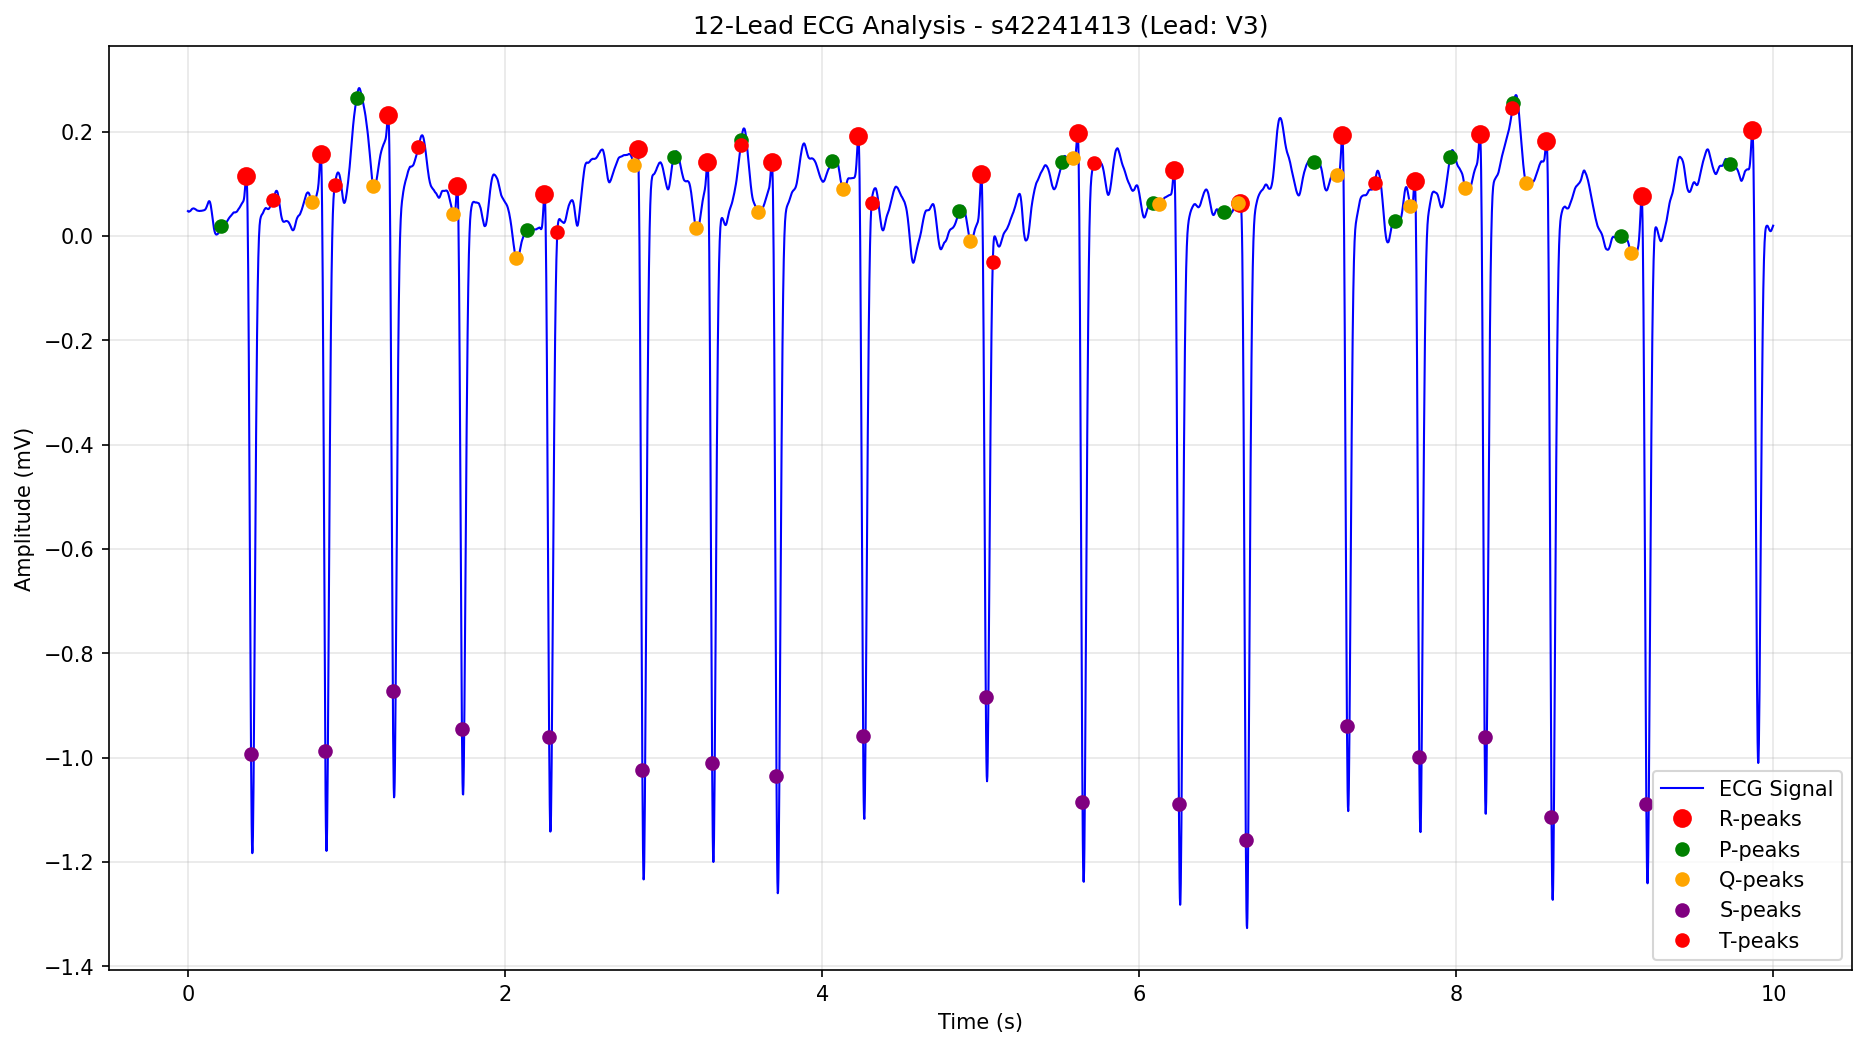 12-Lead ECG Analysis - s42241413 (Lead: V3)
Amplitude (mV)
0.2
0.0
−0.2
−0.4
−0.6
−0.8
−1.0
−1.2
−1.4
ECG Signal
R-peaks
P-peaks
Q-peaks
S-peaks
T-peaks
0 2 4 6 8 10
Time (s)